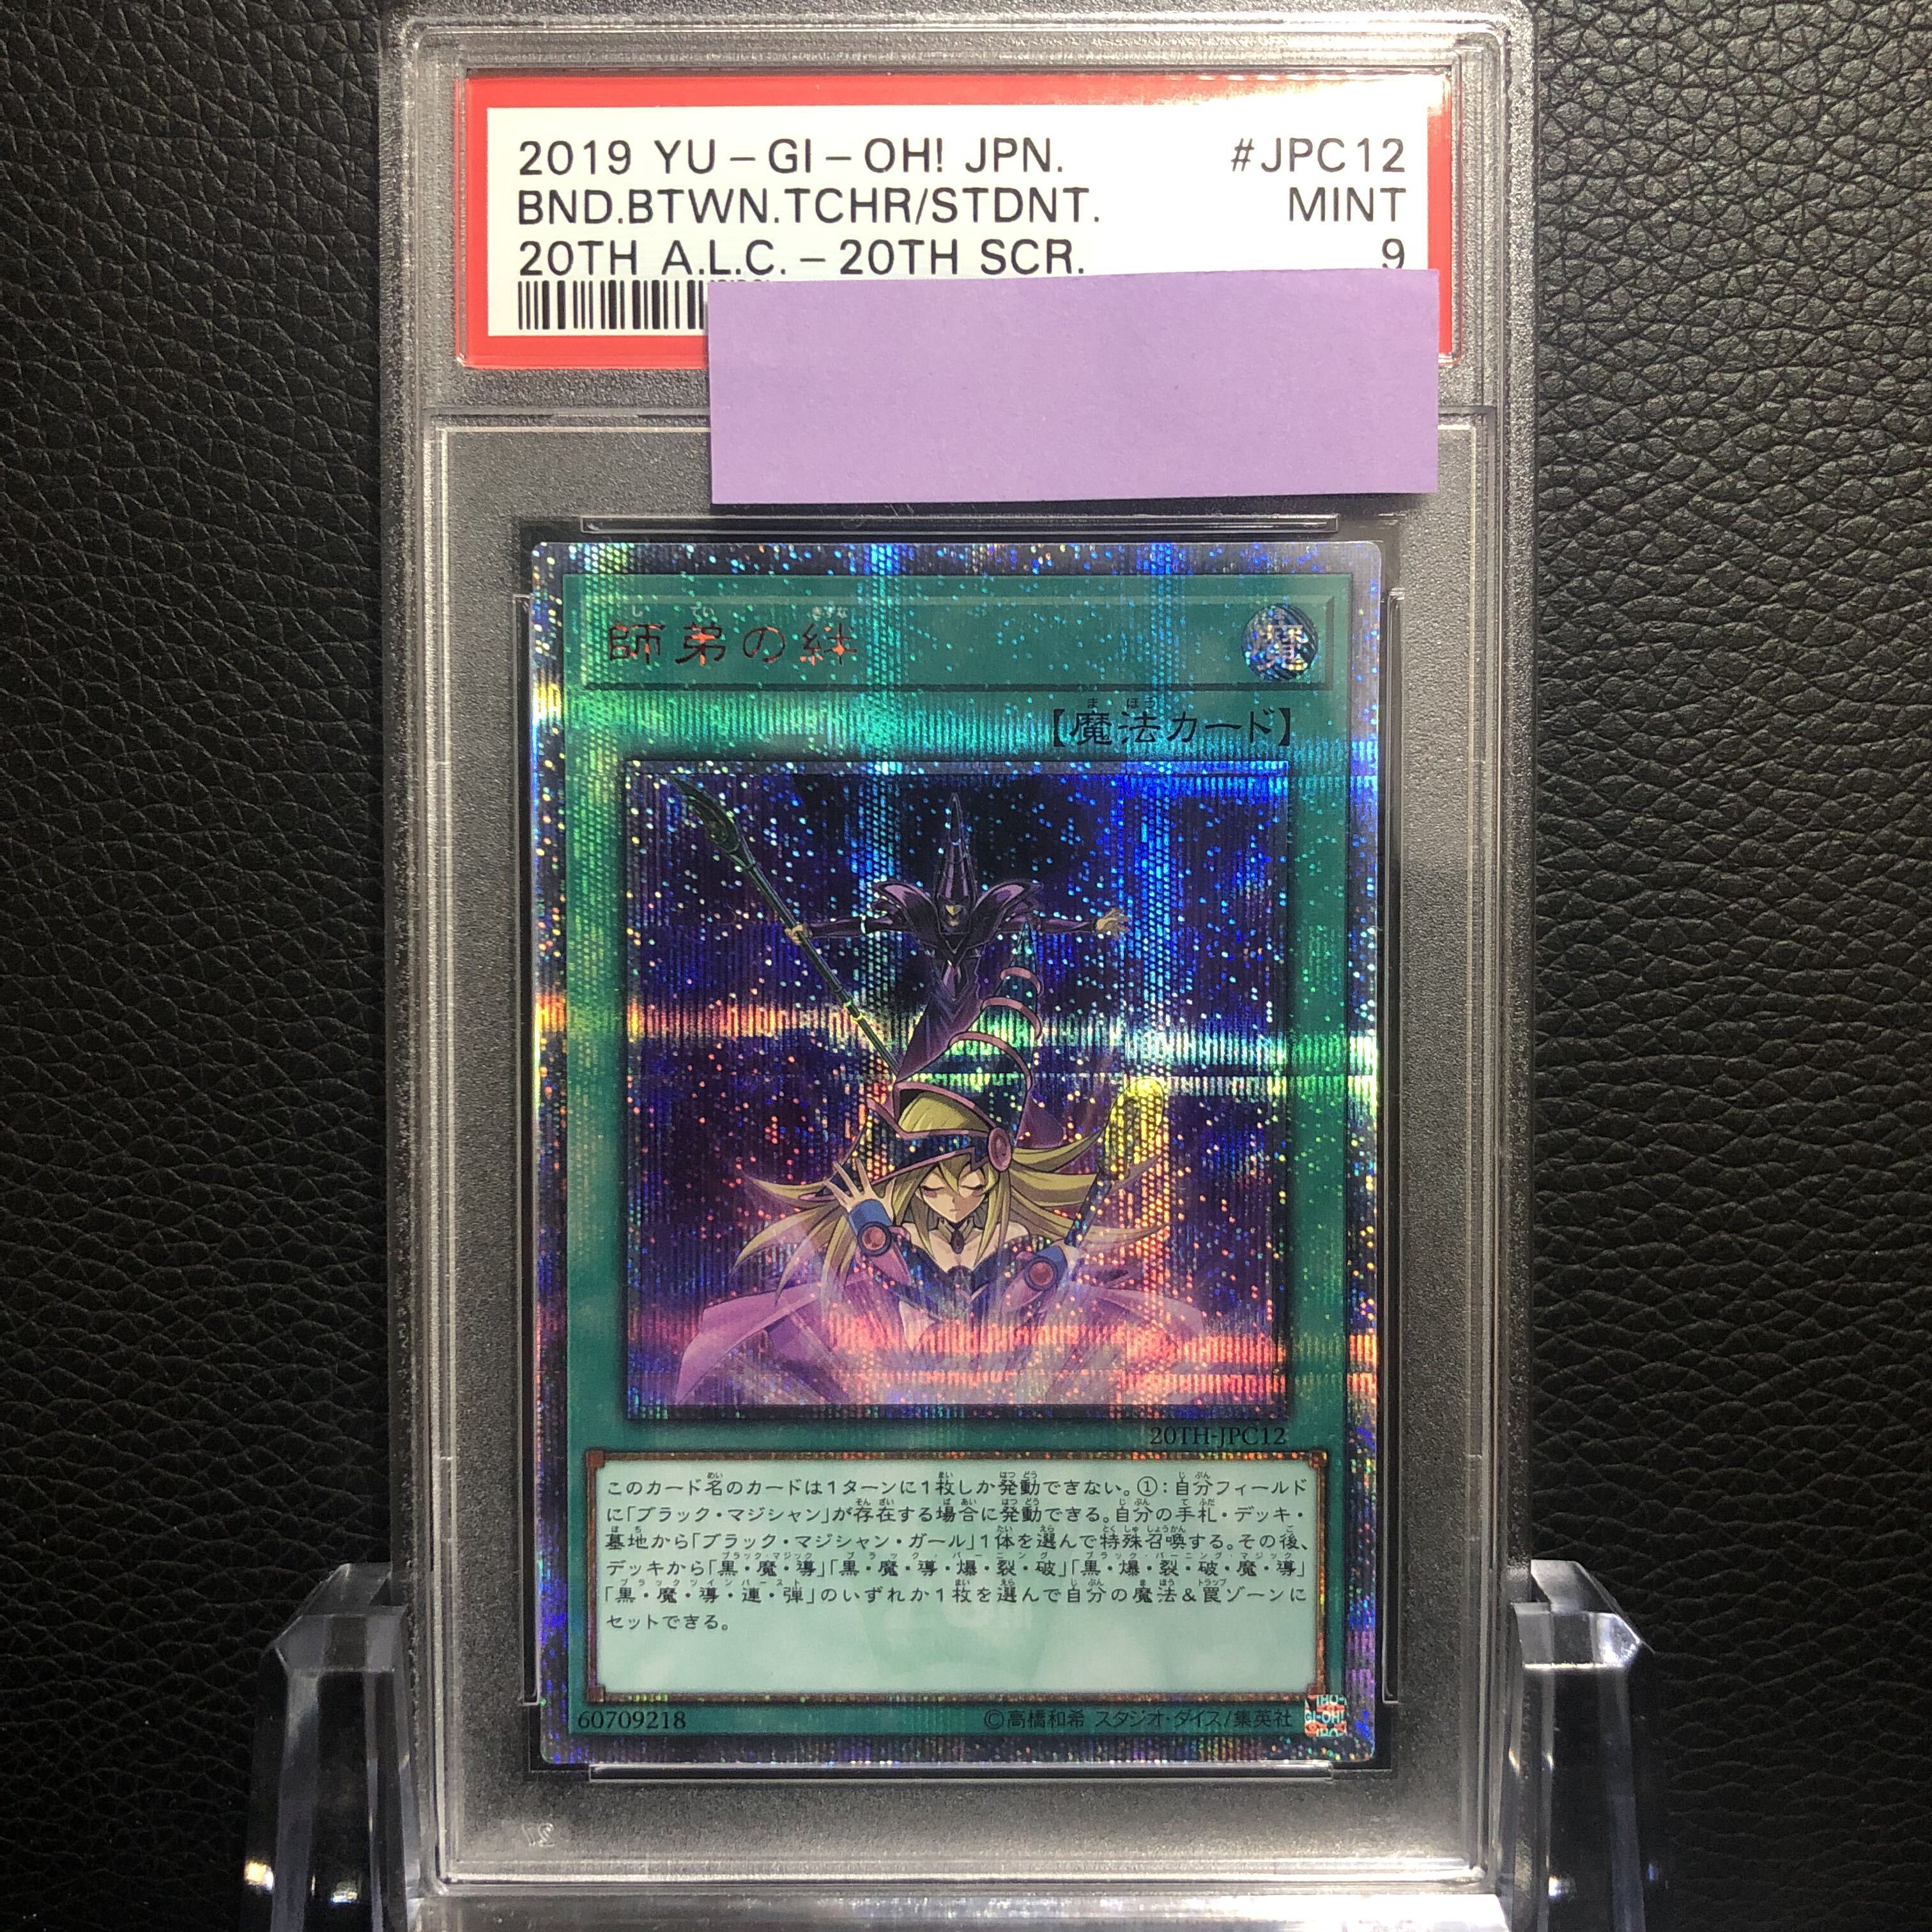 2019 YU-GI-OH! JPN. #JPC12
BND.BTWN.TCHR/STDNT. MINT
20TH A.L.C. - 20TH SCR. 9
師弟の絆
魔
【魔法カード】
20TH-JPC12
このカード名のカードは1ターンに1枚しか発動できない。①:自分フィールド
に「ブラック・マジシャン」が存在する場合に発動できる。自分の手札・デッキ・
墓地から「ブラック・マジシャン・ガール」1体を選んで特殊召喚する。その後、
デッキから「黒・魔・導」「黒・魔・導・爆・裂・破」「黒・爆・裂・破・魔・導」
「黒・魔・導・連・弾」のいずれか1枚を選んで自分の魔法&罠ゾーンに
セットできる。
60709218 ©高橋和希 スタジオ・ダイス/集英社